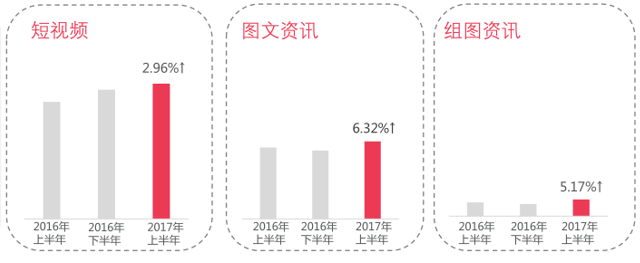 短视频
2.96%↑
2016年
上半年
2016年
下半年
2017年
上半年
图文资讯
6.32%↑
2016年
上半年
2016年
下半年
2017年
上半年
组图资讯
5.17%↑
2016年
上半年
2016年
下半年
2017年
上半年